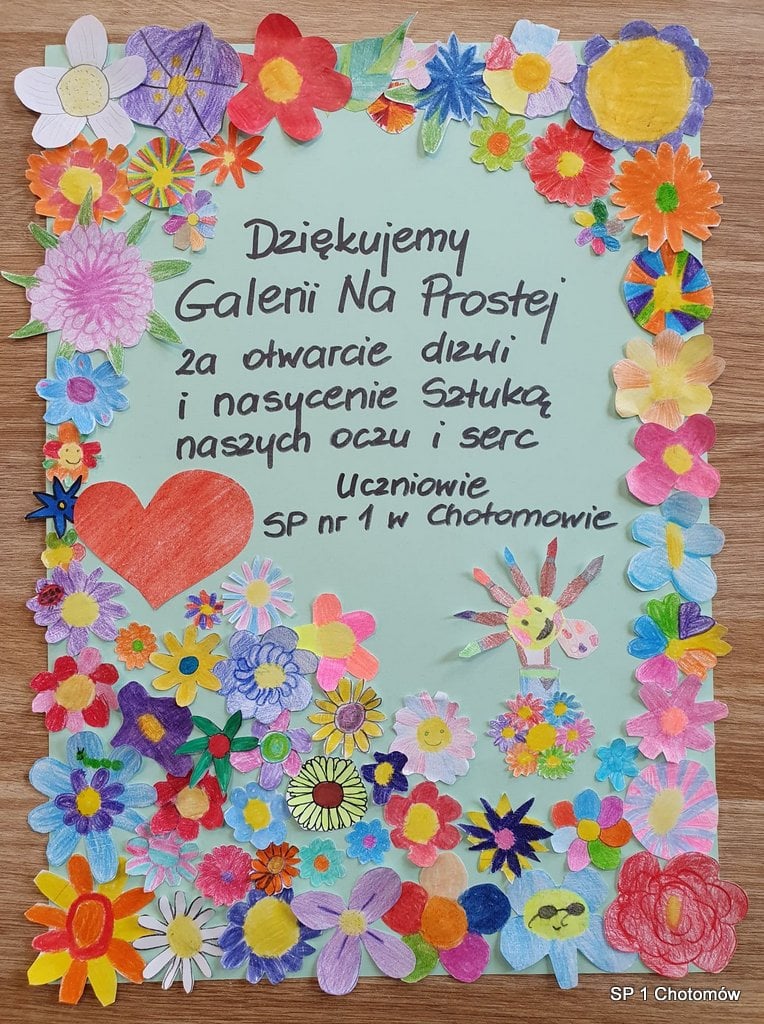 Dziękujemy
Galerii Na Prostej
za otwarcie drzwi
i nasycenie Sztuką
naszych oczu i serc
Uczniowie
SP nr 1 w Chotomowie
SP 1 Chotomów